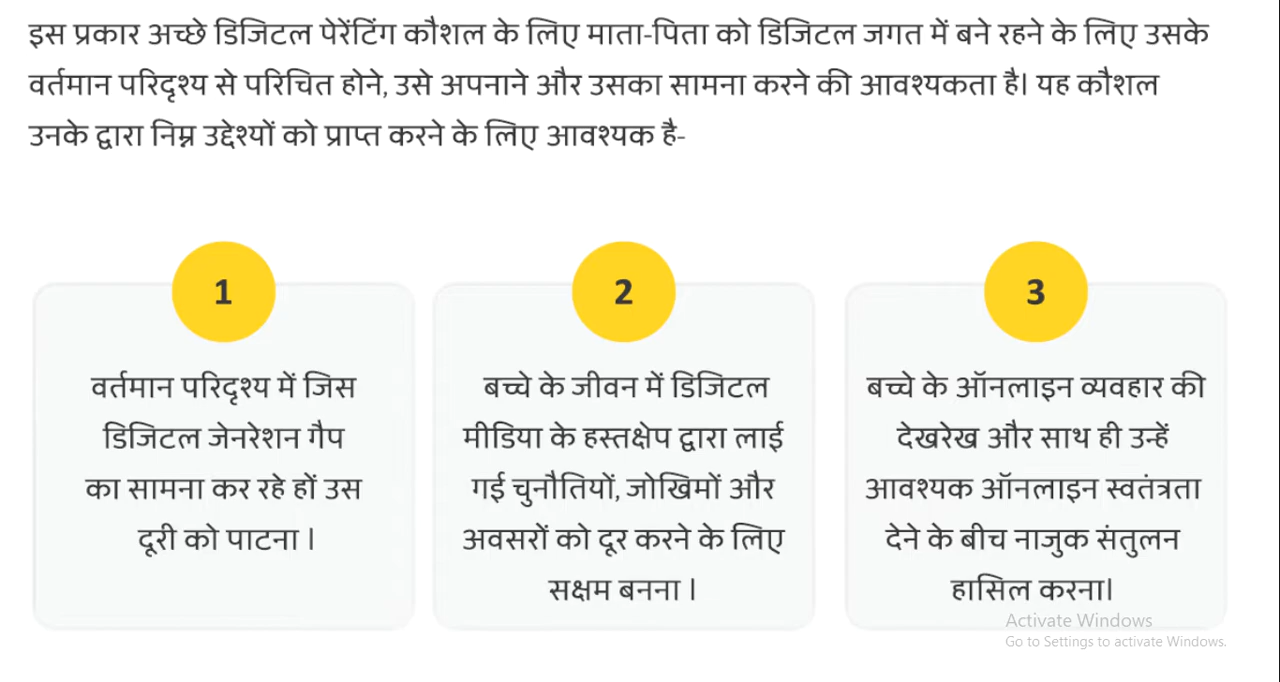 इस प्रकार अच्छे डिजिटल पेरेंटिंग कौशल के लिए माता-पिता को डिजिटल जगत में बने रहने के लिए उसके
वर्तमान परिदृश्य से परिचित होने, उसे अपनाने और उसका सामना करने की आवश्यकता है। यह कौशल
उनके द्वारा निम्न उद्देश्यों को प्राप्त करने के लिए आवश्यक है-
1
वर्तमान परिदृश्य में जिस
डिजिटल जेनरेशन गैप
का सामना कर रहे हों उस
दूरी को पाटना ।
2
बच्चे के जीवन में डिजिटल
मीडिया के हस्तक्षेप द्वारा लाई
गई चुनौतियों, जोखिमों और
अवसरों को दूर करने के लिए
सक्षम बनना ।
3
बच्चे के ऑनलाइन व्यवहार की
देखरेख और साथ ही उन्हें
आवश्यक ऑनलाइन स्वतंत्रता
देने के बीच नाजुक संतुलन
हासिल करना।
Activate Windows
Go to Settings to activate Windows.